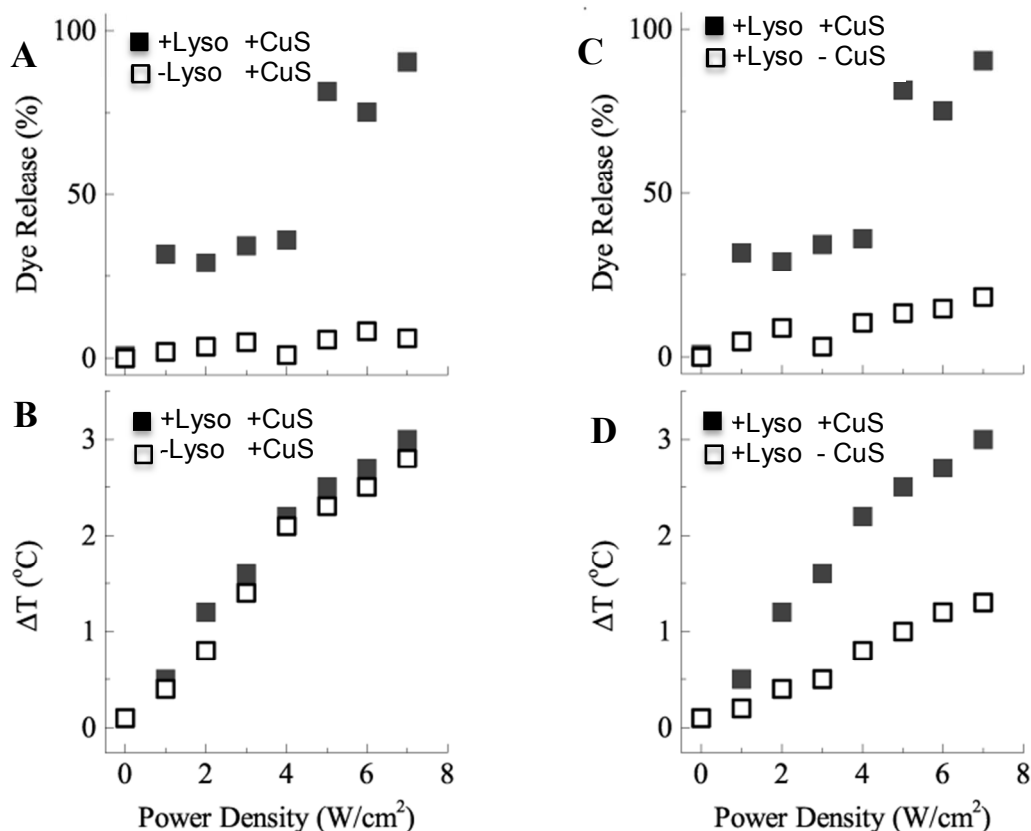 A
100
50
0
Dye Release (%)
+Lyso +CuS
-Lyso +CuS
B
3
2
1
0
ΔT (°C)
+Lyso +CuS
-Lyso +CuS
0 2 4 6 8
Power Density (W/cm²)
C
100
50
0
Dye Release (%)
+Lyso +CuS
+Lyso - CuS
D
3
2
1
0
ΔT (°C)
+Lyso +CuS
+Lyso - CuS
0 2 4 6 8
Power Density (W/cm²)